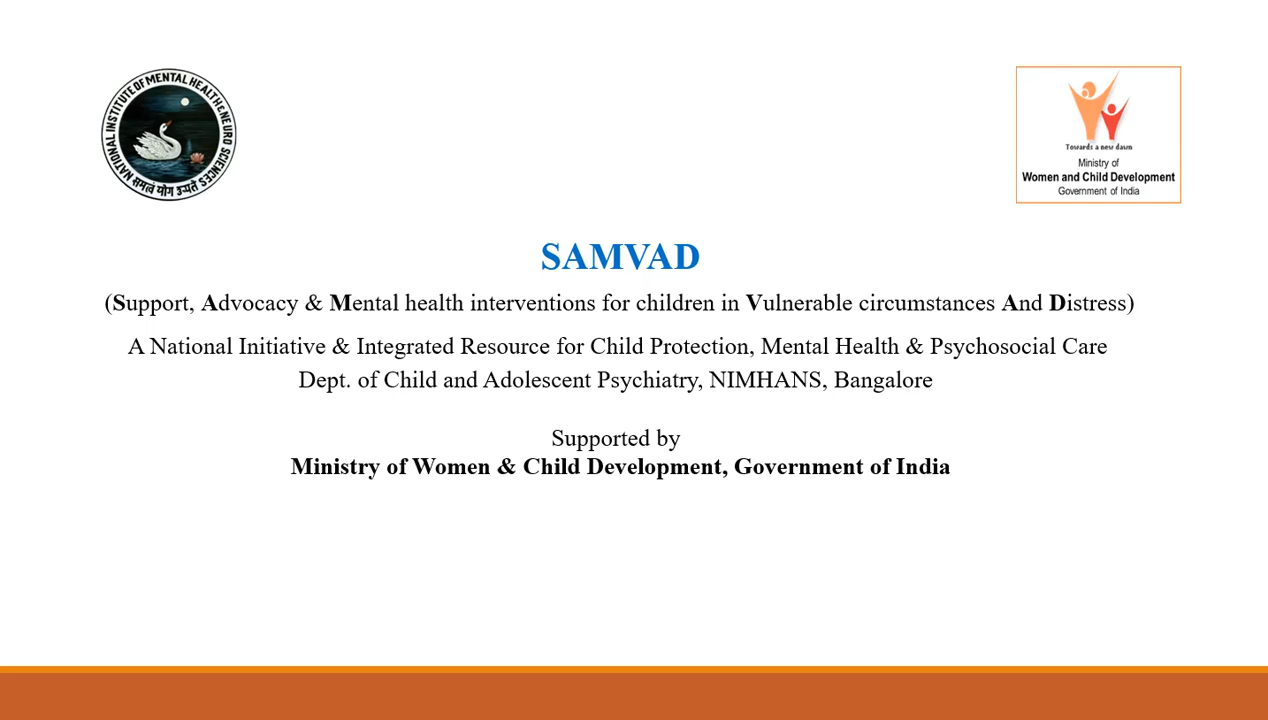 NATIONAL INSTITUTE OF MENTAL HEALTH & NEURO SCIENCES
समत्वं योग उच्यते
Towards a new dawn
Ministry of
Women and Child Development
Government of India
SAMVAD
(Support, Advocacy & Mental health interventions for children in Vulnerable circumstances And Distress)
A National Initiative & Integrated Resource for Child Protection, Mental Health & Psychosocial Care
Dept. of Child and Adolescent Psychiatry, NIMHANS, Bangalore
Supported by
Ministry of Women & Child Development, Government of India